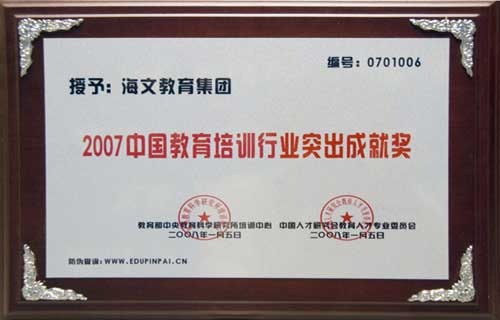 编号：0701006
授予：海文教育集团
2007中国教育培训行业突出成就奖
教育部中央教育科学研究所培训中心 中国人才研究会教育人才专业委员会
二〇〇八年一月五日 二〇〇八年一月五日
防伪查询：WWW.EDUPINPAI.CN